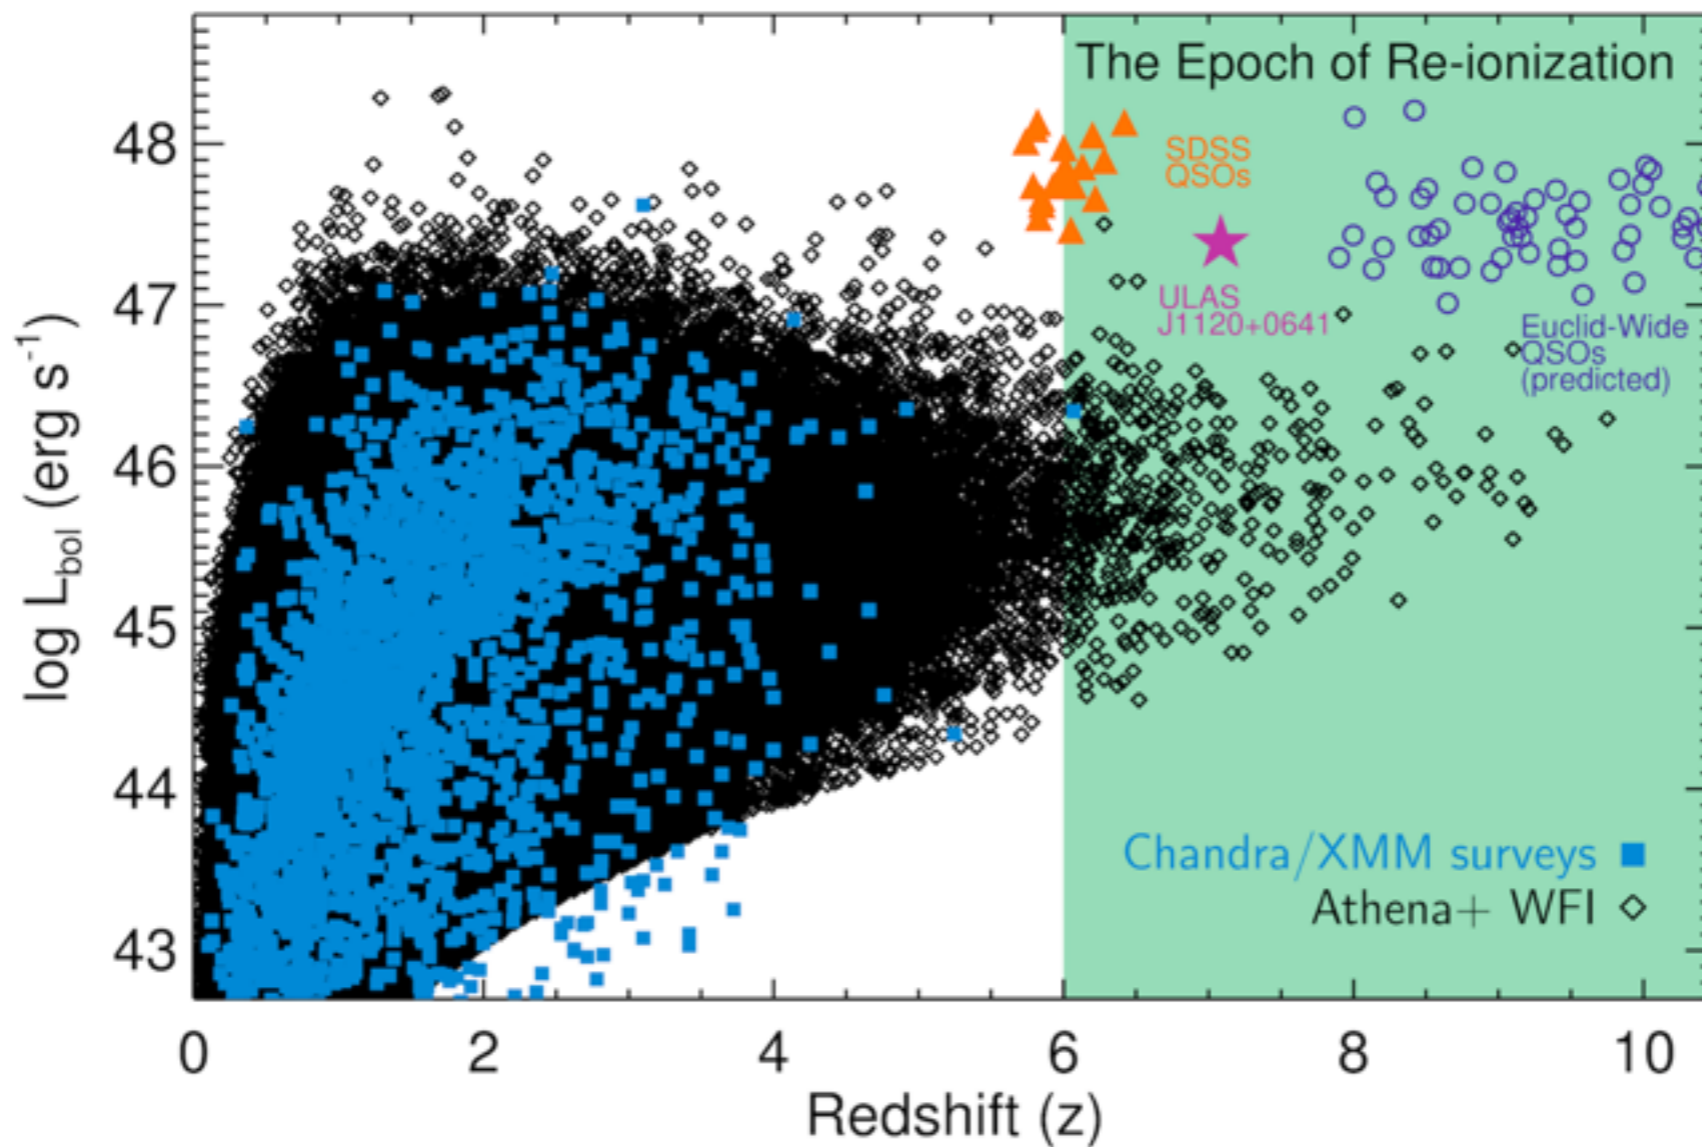 The Epoch of Re-ionization
SDSS
QSOs
ULAS
J1120+0641
Euclid-Wide
QSOs
(predicted)
Chandra/XMM surveys
Athena+ WFI
log L_bol (erg s^-1)
48
47
46
45
44
43
0 2 4 6 8 10
Redshift (z)